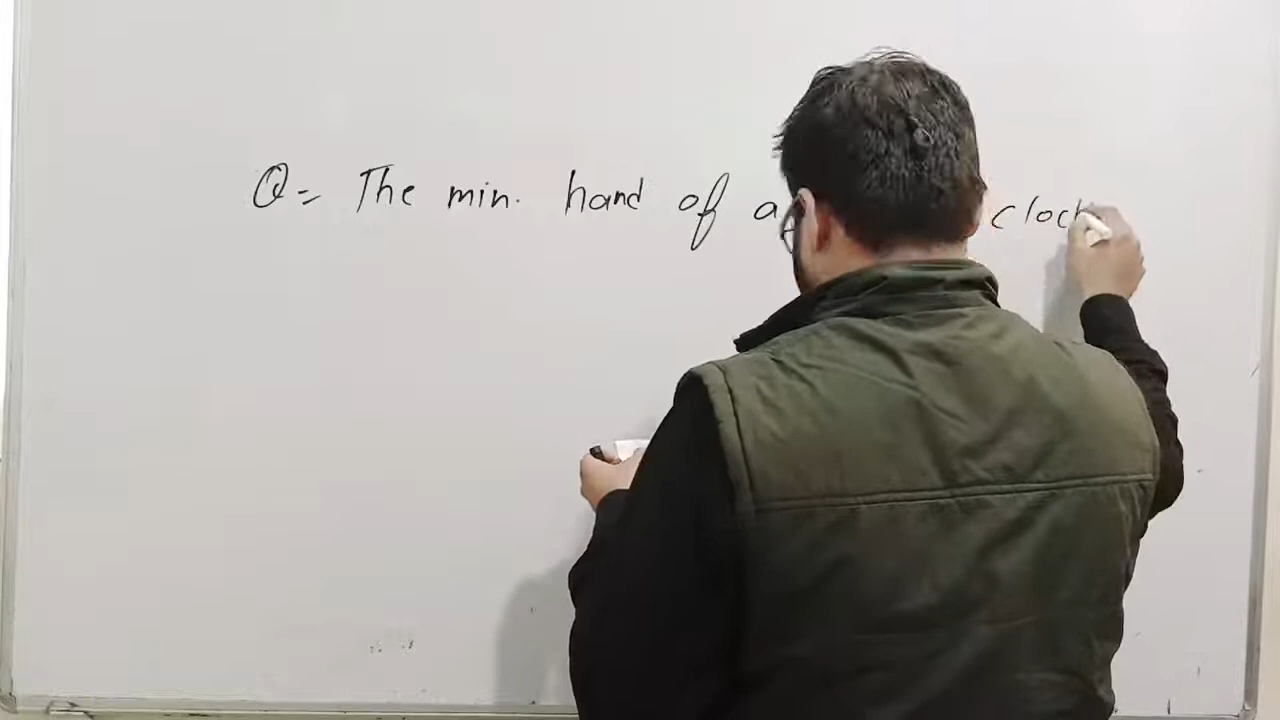 Q= The min. hand of a clock